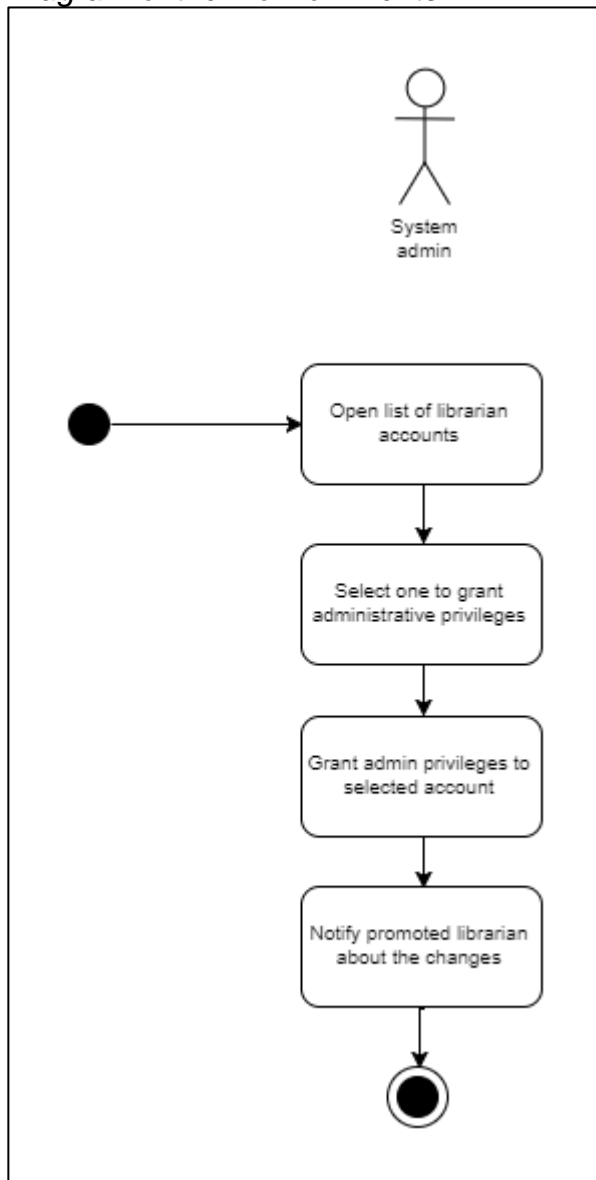 System
admin
Open list of librarian
accounts
Select one to grant
administrative privileges
Grant admin privileges to
selected account
Notify promoted librarian
about the changes